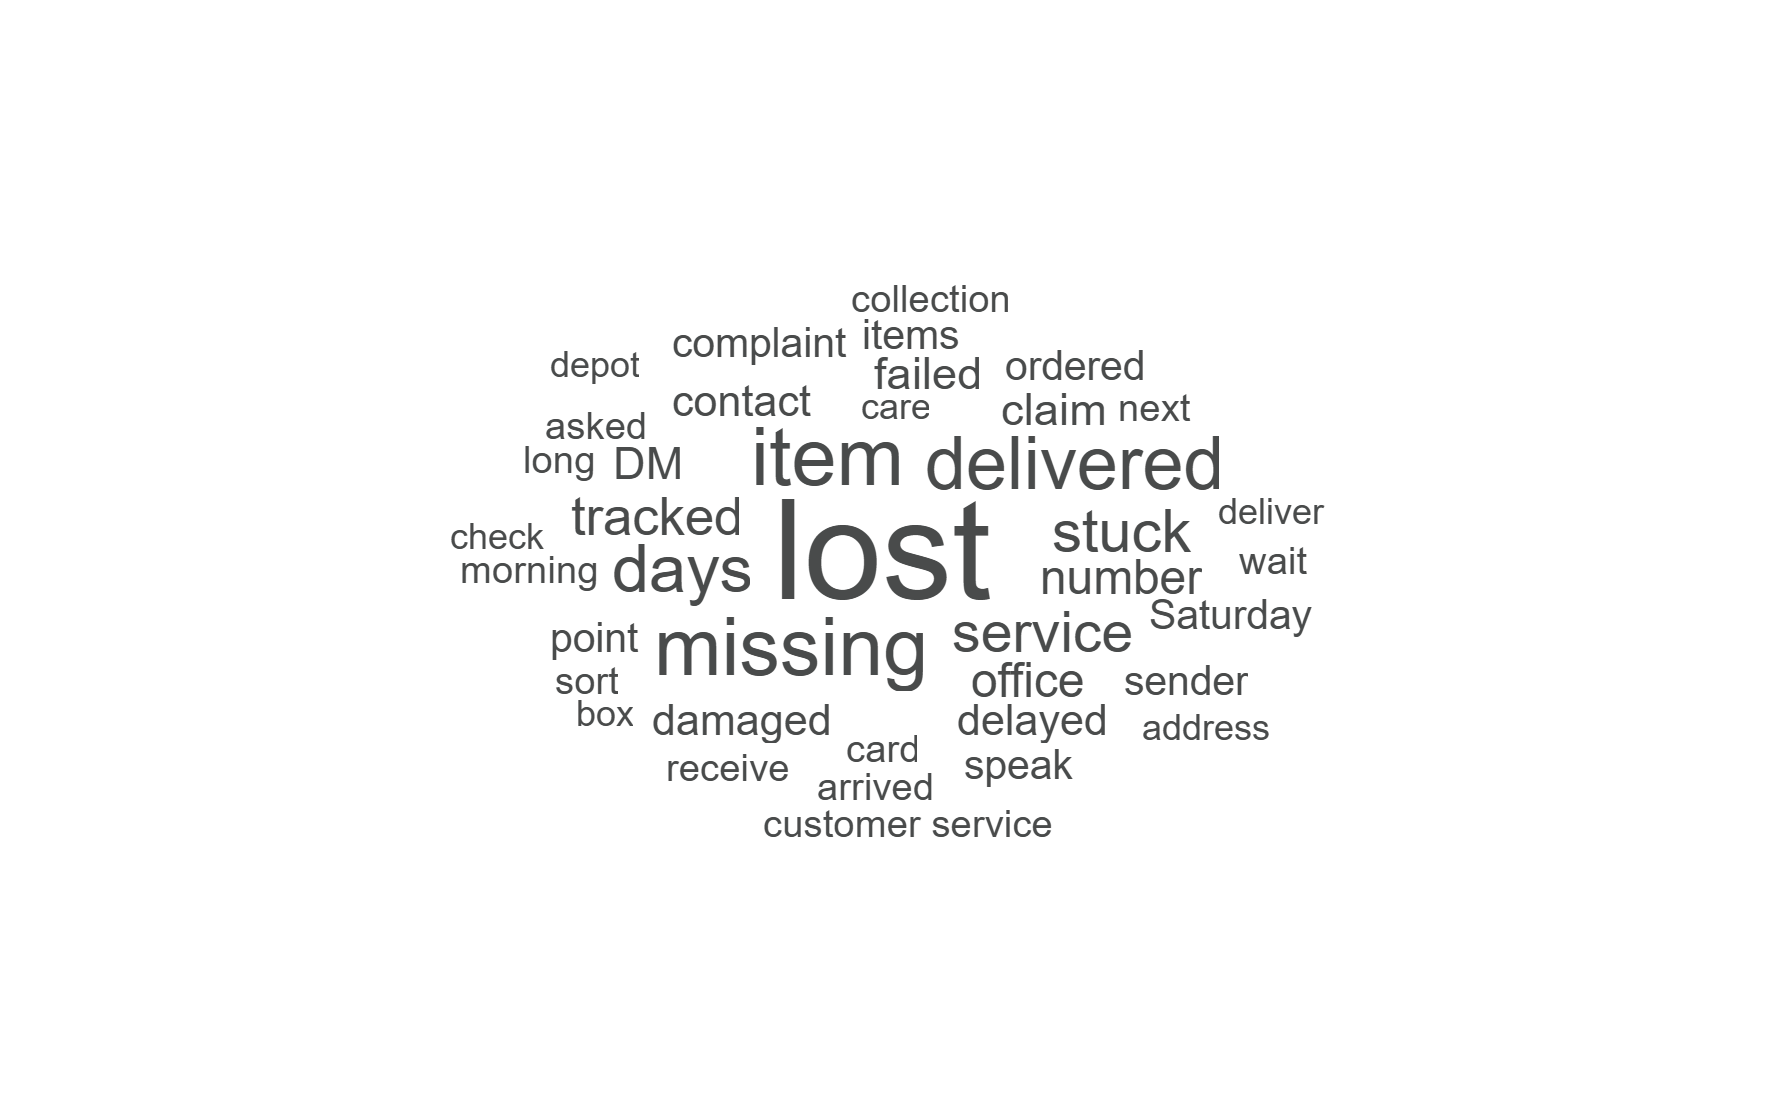 collection
complaint items
depot failed ordered
contact care claim next
asked item delivered
long DM
lost
tracked stuck deliver
check days number wait
morning
missing service Saturday
point office sender
sort
box damaged delayed address
card
receive arrived speak
customer service